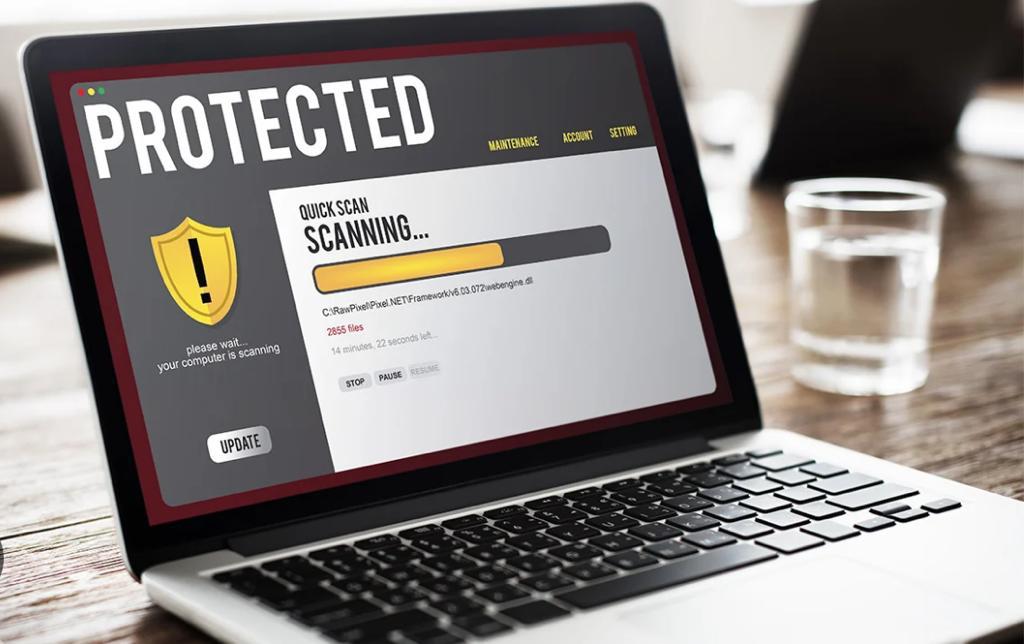 PROTECTED
MAINTENANCE ACCOUNT SETTING
QUICK SCAN
SCANNING...
C:\RawPixel\Pixel.NET\Framework\v6.03.072\webengine.dll
2855 files
14 minutes, 22 seconds left...
STOP PAUSE RESUME
please wait...
your computer is scanning
UPDATE